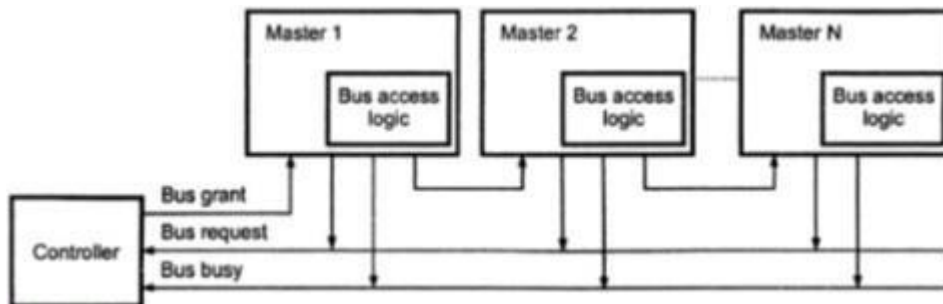 Master 1
Master 2
Master N
Bus access
logic
Bus access
logic
Bus access
logic
Bus grant
Bus request
Controller
Bus busy